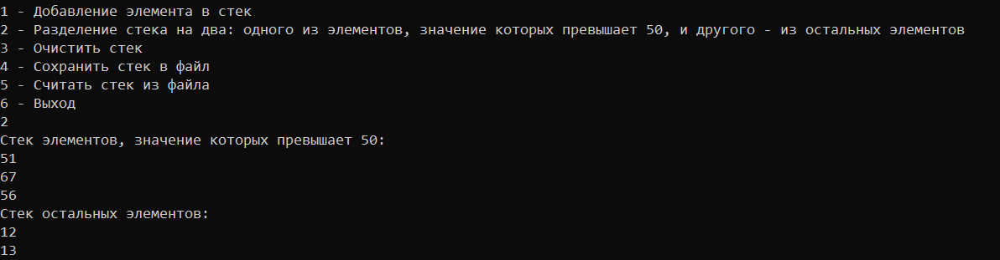 1 - Добавление элемента в стек
2 - Разделение стека на два: одного из элементов, значение которых превышает 50, и другого - из остальных элементов
3 - Очистить стек
4 - Сохранить стек в файл
5 - Считать стек из файла
6 - Выход
2
Стек элементов, значение которых превышает 50:
51
67
56
Стек остальных элементов:
12
13